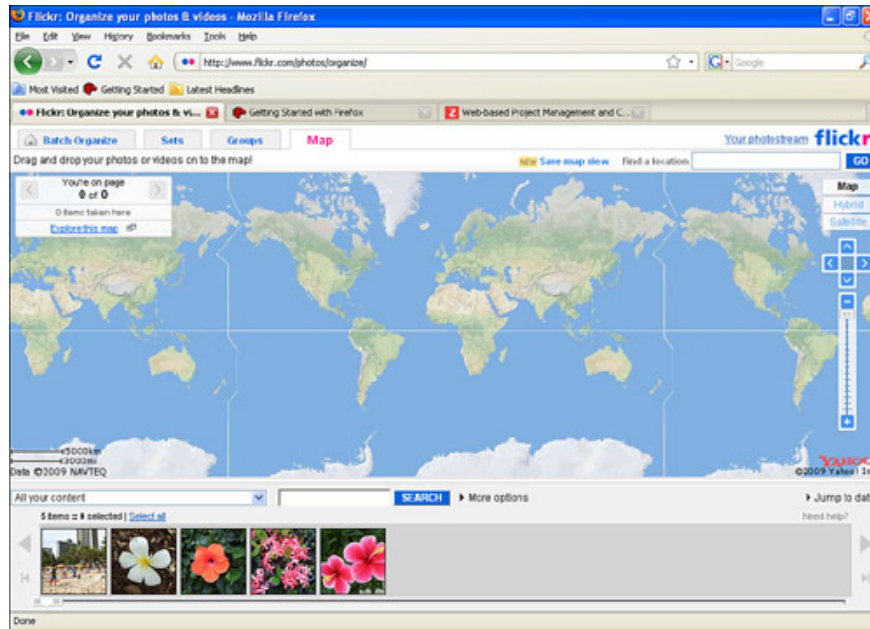 Flickr: Organize your photos & videos - Mozilla Firefox
File Edit View History Bookmarks Tools Help
http://www.flickr.com/photos/organize/ Google
Most Visited Getting Started Latest Headlines
Flickr: Organize your photos & vi... Getting Started with Firefox Web-based Project Management and C...
Batch Organize Sets Groups Map Your photostream flickr
Drag and drop your photos or videos on to the map! NEW Save map view Find a location GO
You're on page
0 of 0
0 items taken here
Explore this map
Map
Hybrid
Satellite
5000km
3000mi
Data ©2009 NAVTEQ
YAHOO
©2009 Yahoo! In
All your content SEARCH More options Jump to dat
5 items :: 0 selected | Select all Need help?
Done